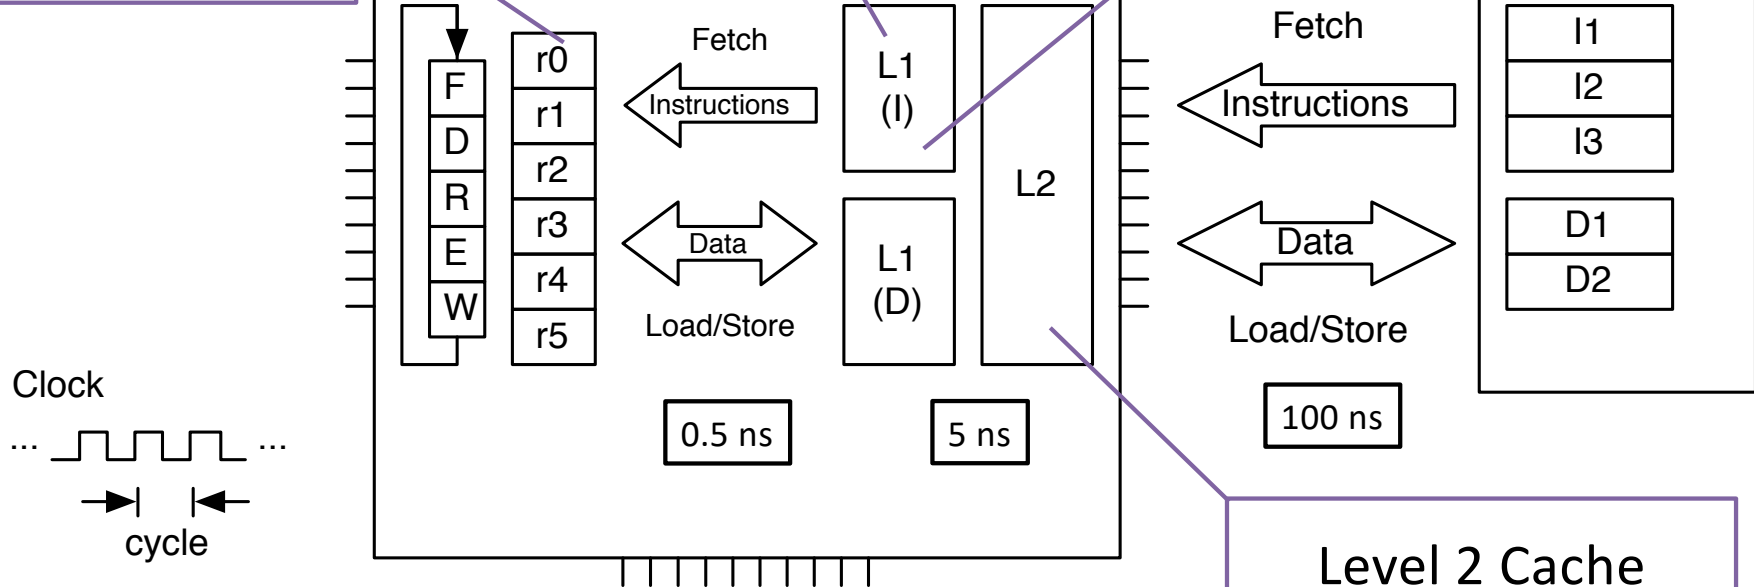 F
D
R
E
W
r0
r1
r2
r3
r4
r5
Fetch
Instructions
Data
Load/Store
L1
(I)
L1
(D)
L2
Fetch
Instructions
Data
Load/Store
I1
I2
I3
D1
D2
Clock
... ...
cycle
0.5 ns
5 ns
100 ns
Level 2 Cache